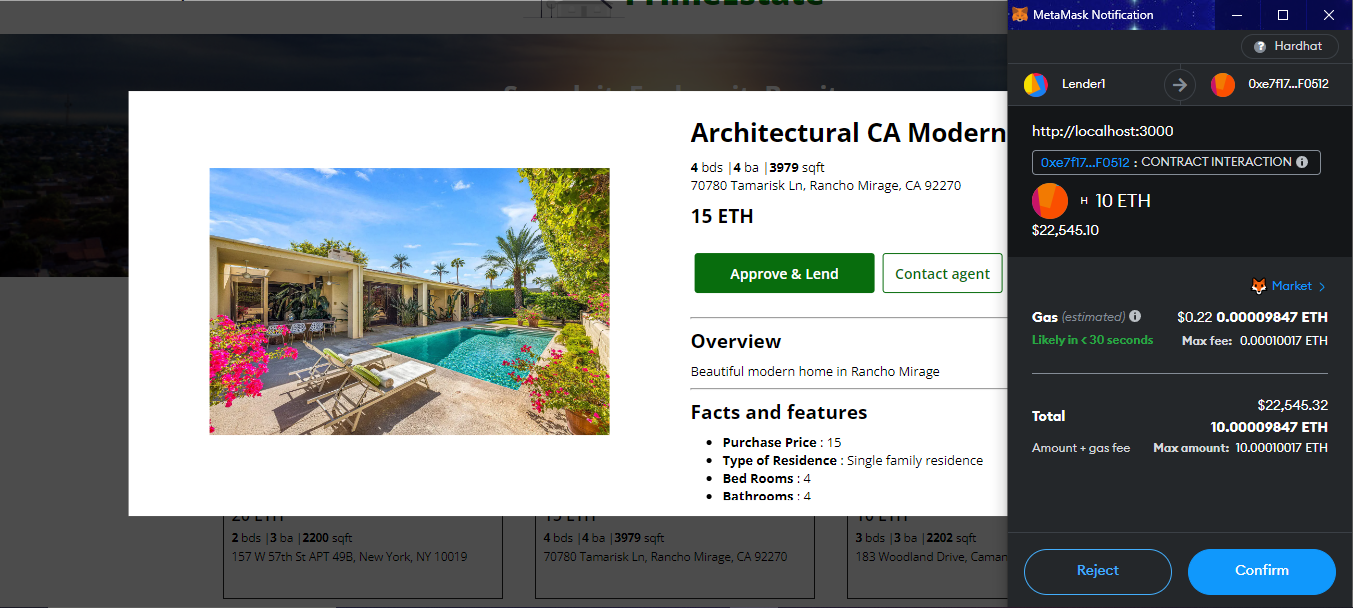 PrimeEstate
Architectural CA Modern
4 bds |4 ba |3979 sqft
70780 Tamarisk Ln, Rancho Mirage, CA 92270
15 ETH
Approve & Lend
Contact agent
Overview
Beautiful modern home in Rancho Mirage
Facts and features
Purchase Price : 15
Type of Residence : Single family residence
Bed Rooms : 4
Bathrooms : 4
20 ETH
2 bds |3 ba |2200 sqft
157 W 57th St APT 49B, New York, NY 10019
15 ETH
4 bds |4 ba |3979 sqft
70780 Tamarisk Ln, Rancho Mirage, CA 92270
10 ETH
3 bds |3 ba |2202 sqft
183 Woodland Drive, Caman
MetaMask Notification
Hardhat
Lender1
0xe7f17...F0512
http://localhost:3000
0xe7f17...F0512 : CONTRACT INTERACTION
H 10 ETH
$22,545.10
Market >
Gas (estimated) $0.22 0.00009847 ETH
Likely in < 30 seconds Max fee: 0.00010017 ETH
Total $22,545.32
10.00009847 ETH
Amount + gas fee Max amount: 10.00010017 ETH
Reject
Confirm